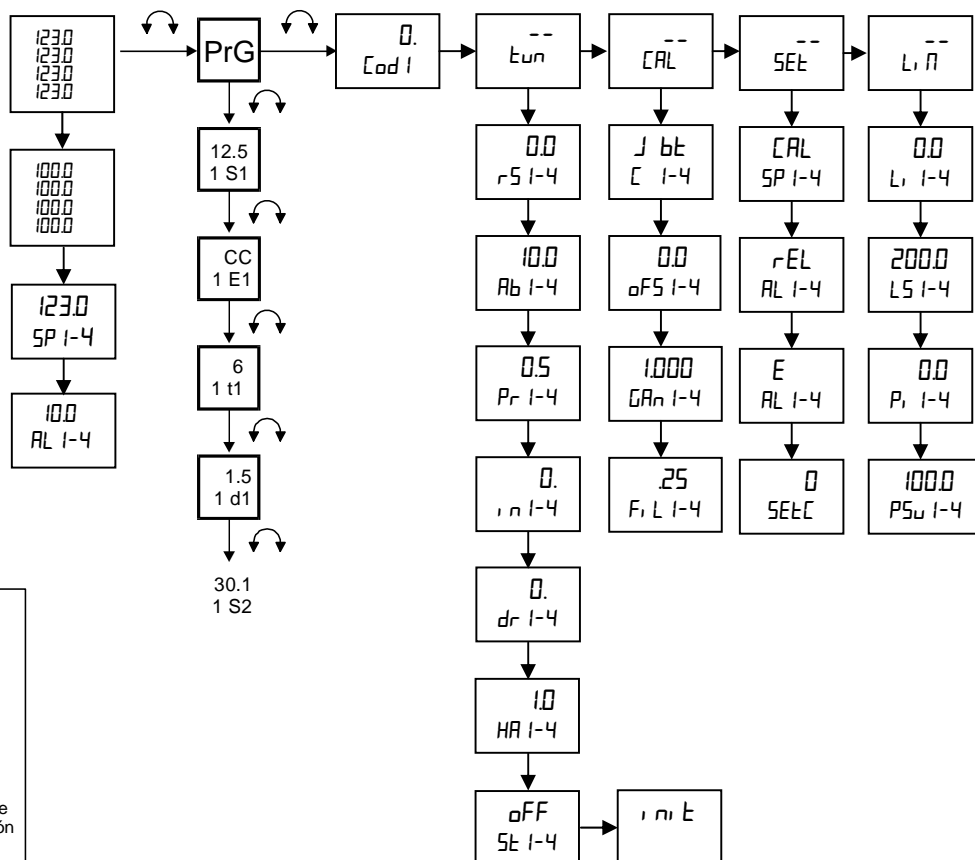 123.0
123.0
123.0
123.0
100.0
100.0
100.0
100.0
123.0
SP 1-4
10.0
AL 1-4
PrG
12.5
1 S1
CC
1 E1
6
1 t1
1.5
1 d1
30.1
1 S2
0.
Cod 1
--
tun
0.0
rS 1-4
10.0
Ab 1-4
0.5
Pr 1-4
0.
in 1-4
0.
dr 1-4
1.0
HA 1-4
oFF
St 1-4
init
--
CAL
J bt
C 1-4
0.0
oFS 1-4
1.000
GAn 1-4
.25
FiL 1-4
--
SEt
CAL
SP 1-4
rEL
AL 1-4
E
AL 1-4
0
SEtC
--
Lin
0.0
Li 1-4
200.0
LS 1-4
0.0
Pi 1-4
100.0
PSu 1-4
e
ón